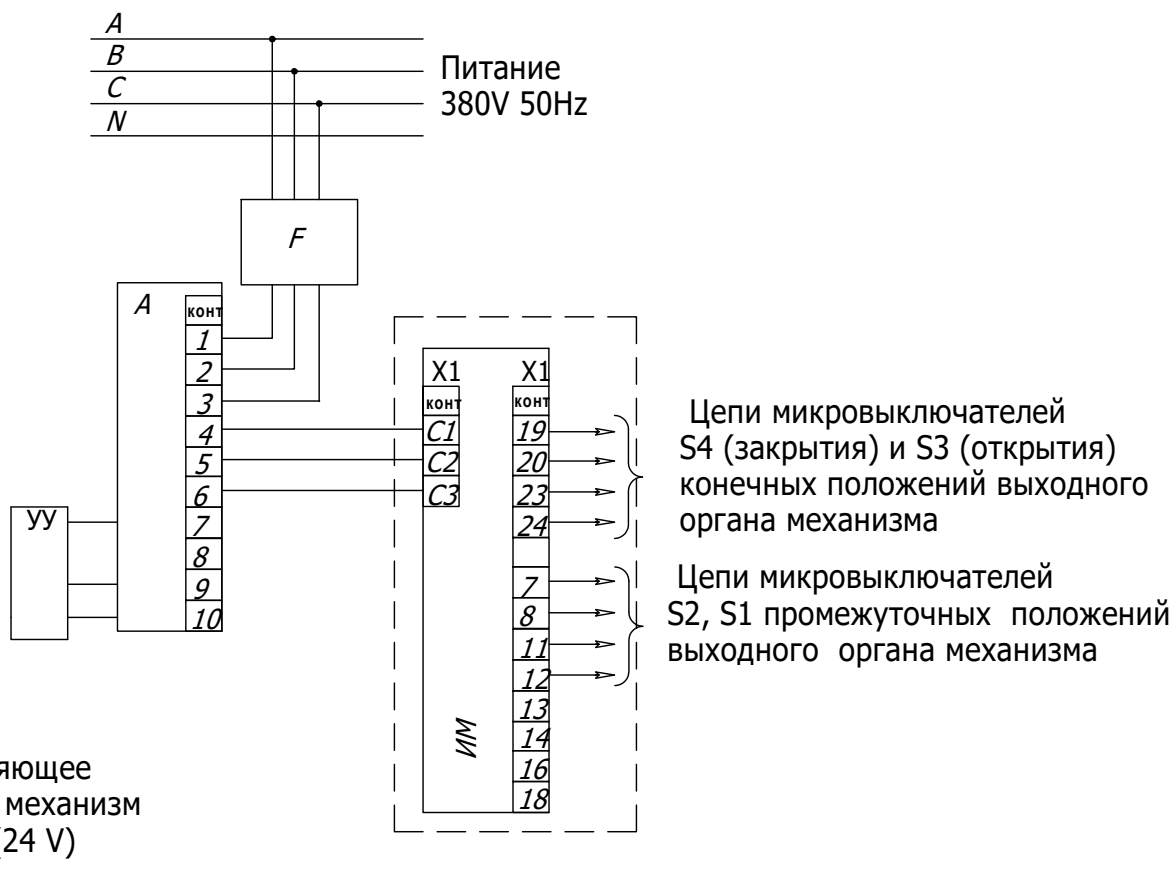 A
B
C
N
Питание
380V 50Hz
F
A
конт
1
2
3
4
5
6
7
8
9
10
УУ
X1
конт
C1
C2
C3
X1
конт
19
20
23
24
7
8
11
12
13
14
16
18
ИМ
Цепи микровыключателей
S4 (закрытия) и S3 (открытия)
конечных положений выходного
органа механизма
Цепи микровыключателей
S2, S1 промежуточных положений
выходного органа механизма
яющее
механизм
(24 V)